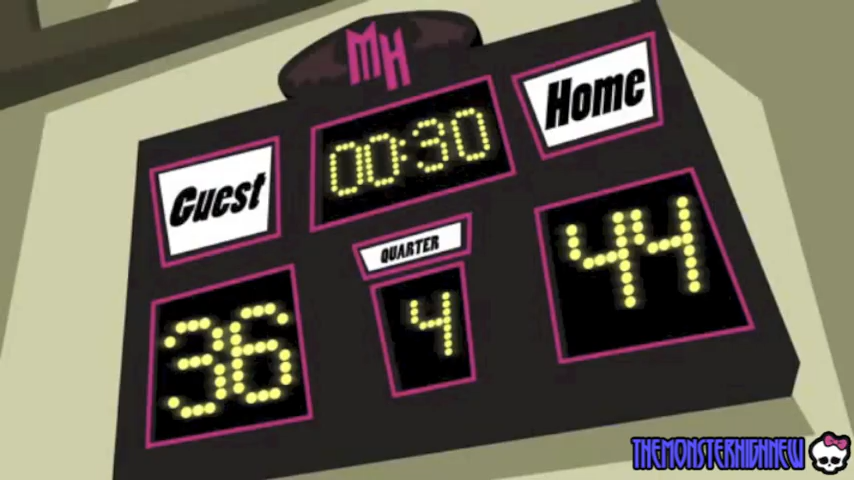 MH
Guest
00:30
Home
QUARTER
36
4
44
THEMONSTERHIGHNEW